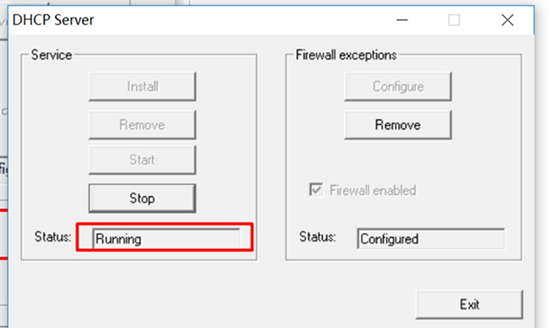 DHCP Server
Service
Install
Remove
Start
Stop
Status: Running
Firewall exceptions
Configure
Remove
Firewall enabled
Status: Configured
Exit